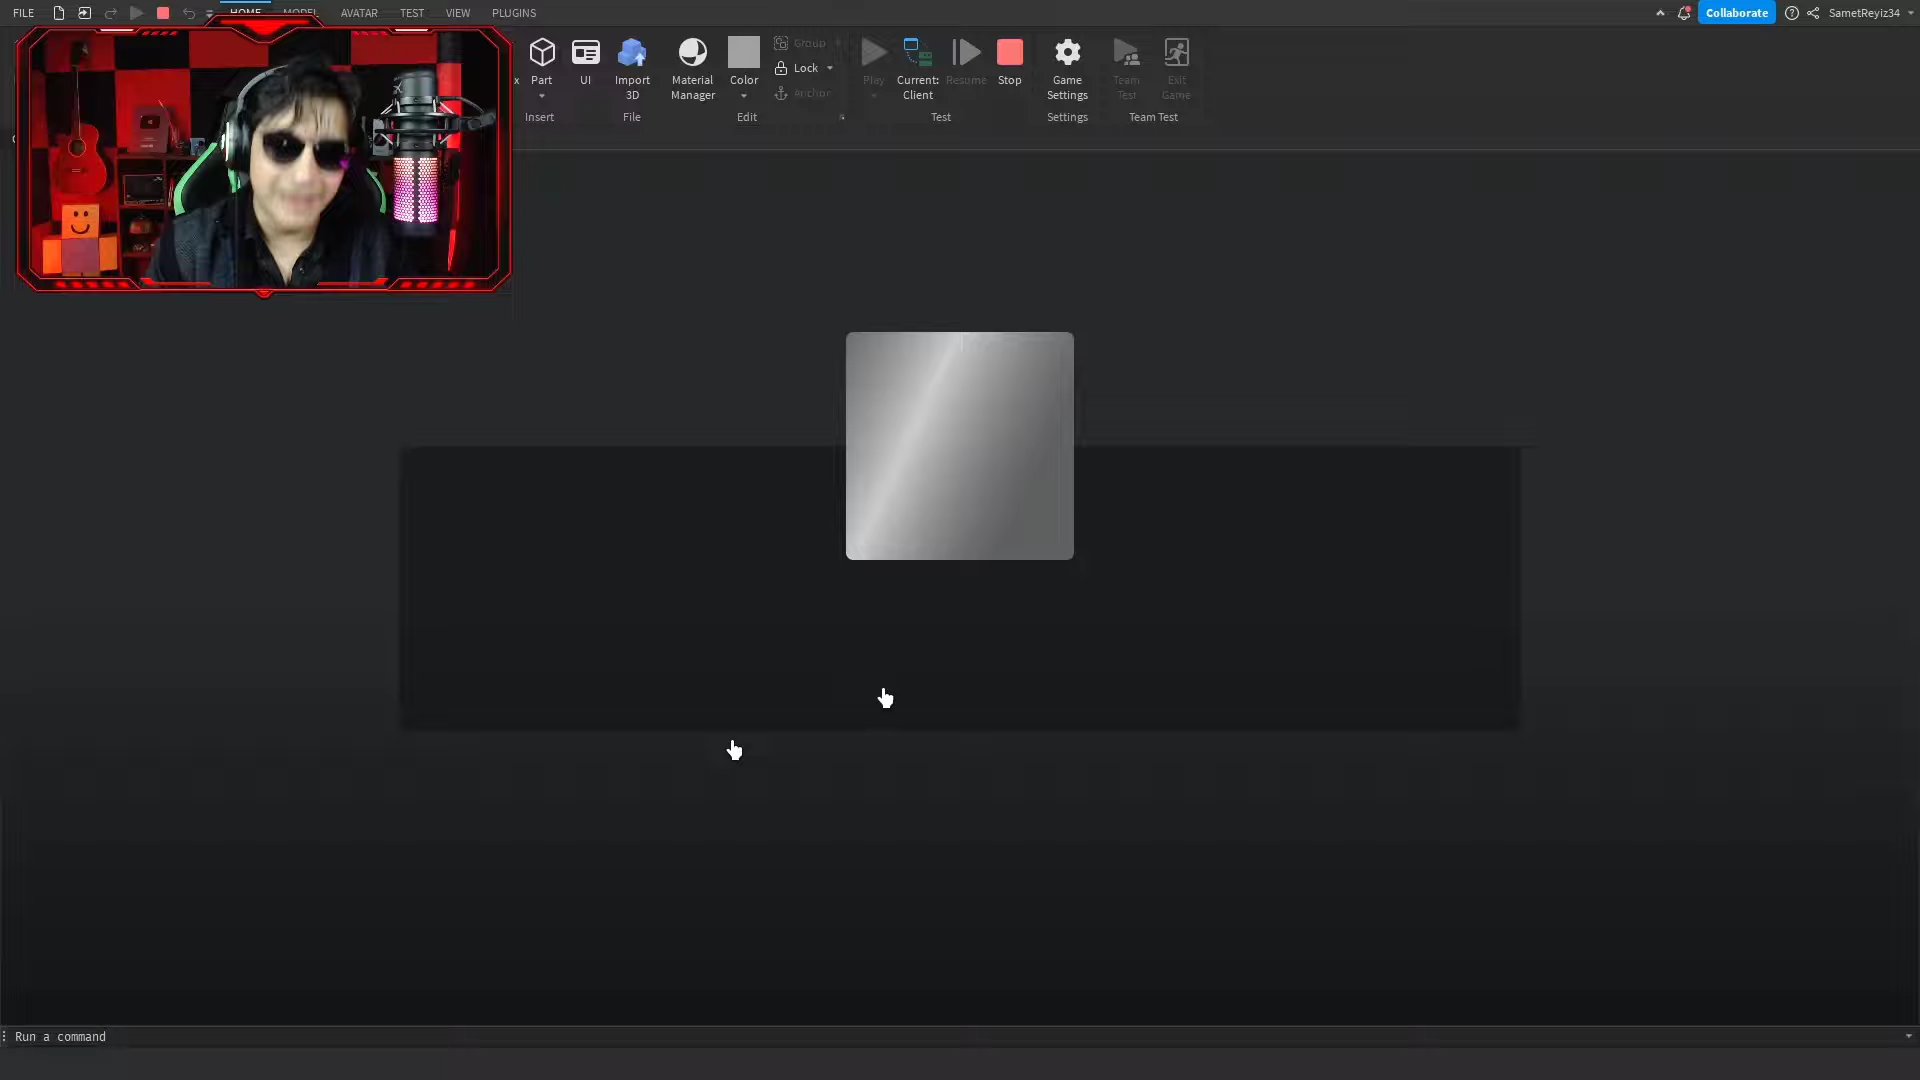 FILE HOME MODEL AVATAR TEST VIEW PLUGINS Collaborate SametReyiz34
Part UI Import 3D Material Manager Color Group Lock Anchor Play Current: Client Resume Stop Game Settings Team Test Exit Game
Insert File Edit Test Settings Team Test
Run a command